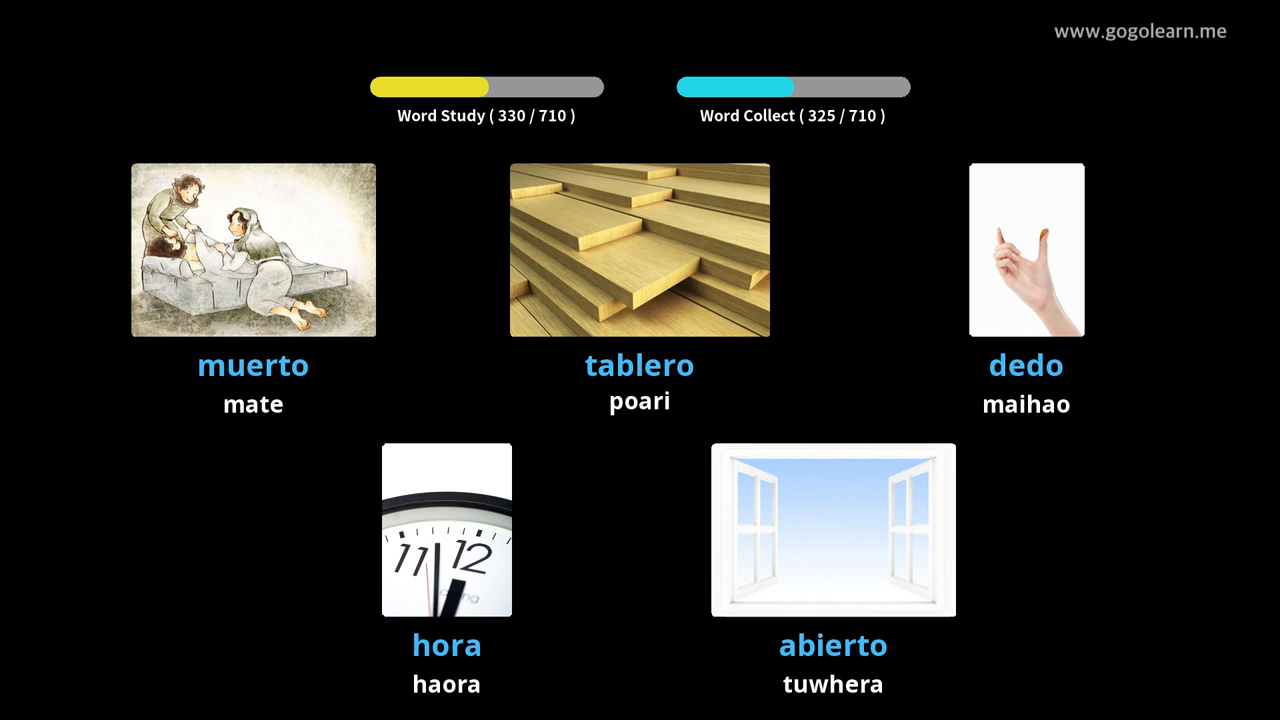 www.gogolearn.me
Word Study ( 330 / 710 )
Word Collect ( 325 / 710 )
muerto
mate
tablero
poari
dedo
maihao
11 12
hora
haora
abierto
tuwhera